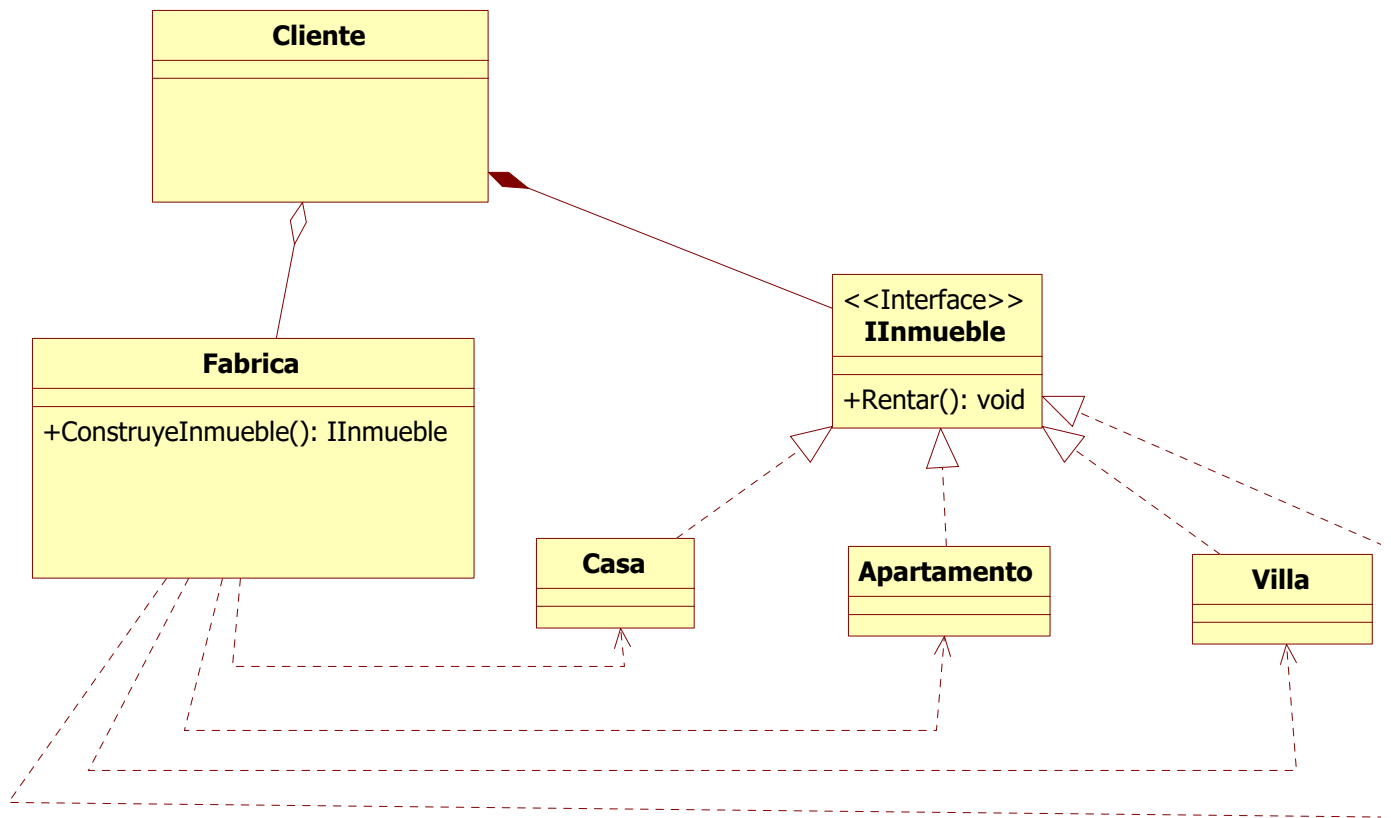 Cliente
<<Interface>>
IInmueble
+Rentar(): void
Fabrica
+ConstruyeInmueble(): IInmueble
Casa
Apartamento
Villa